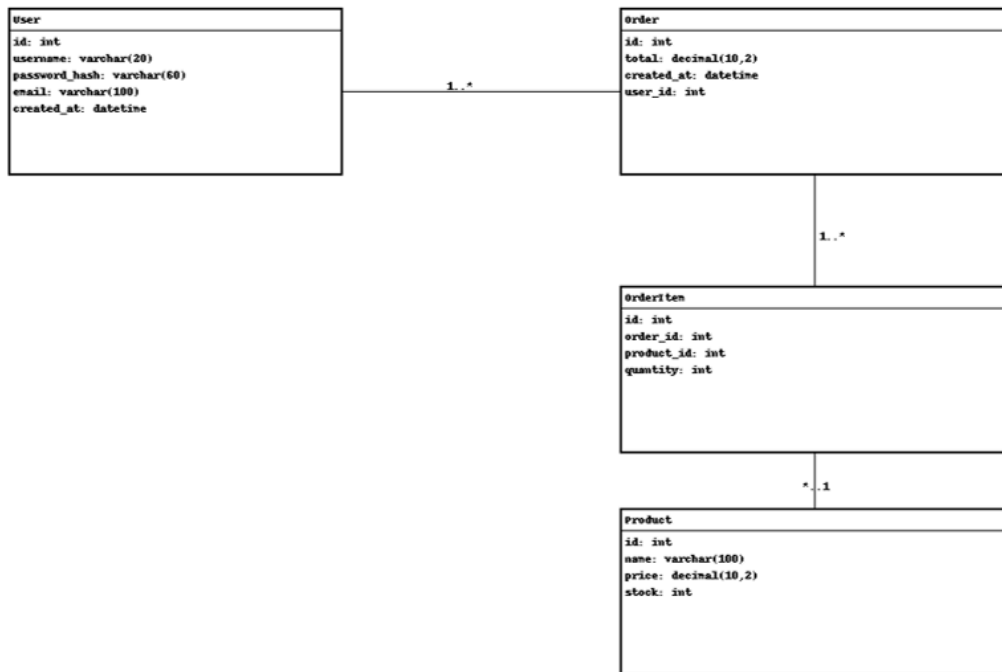 User
id: int
username: varchar(20)
password_hash: varchar(60)
email: varchar(100)
created_at: datetime
1..*
Order
id: int
total: decimal(10,2)
created_at: datetime
user_id: int
1..*
OrderItem
id: int
order_id: int
product_id: int
quantity: int
*..1
Product
id: int
name: varchar(100)
price: decimal(10,2)
stock: int